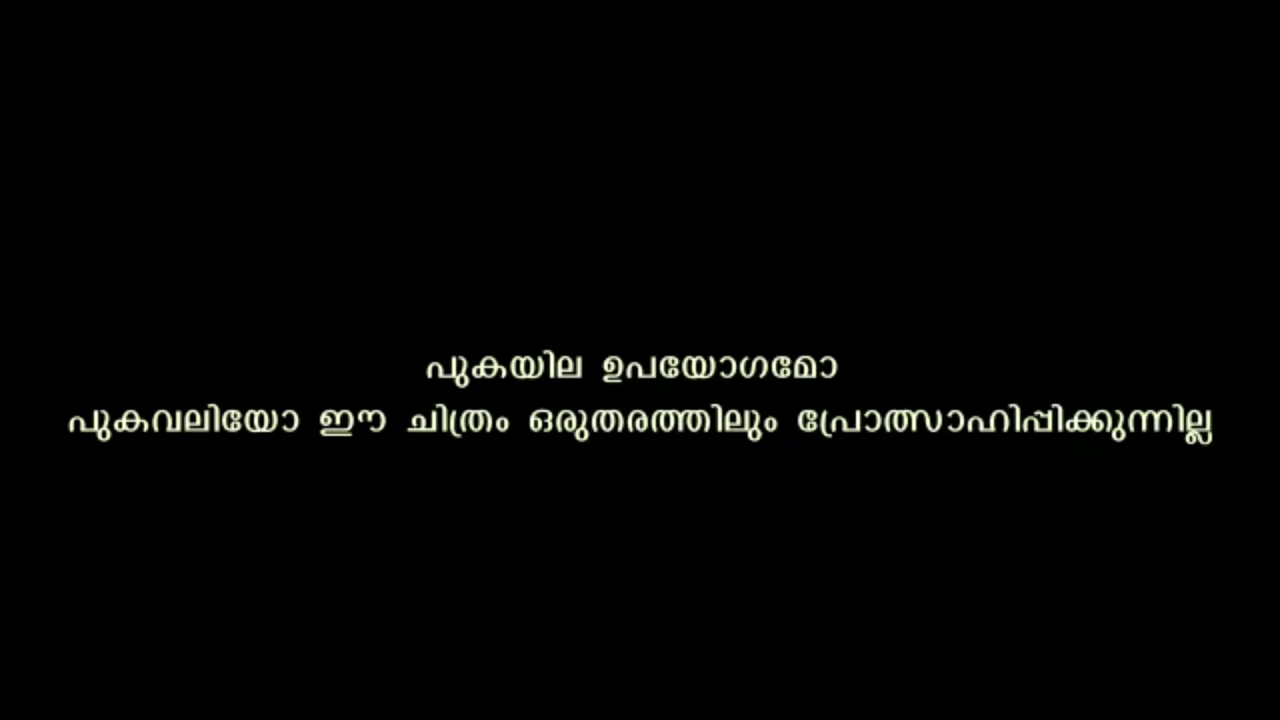 പുകയില ഉപയോഗമോ
പുകവലിയോ ഈ ചിത്രം ഒരുതരത്തിലും പ്രോത്സാഹിപ്പിക്കുന്നില്ല